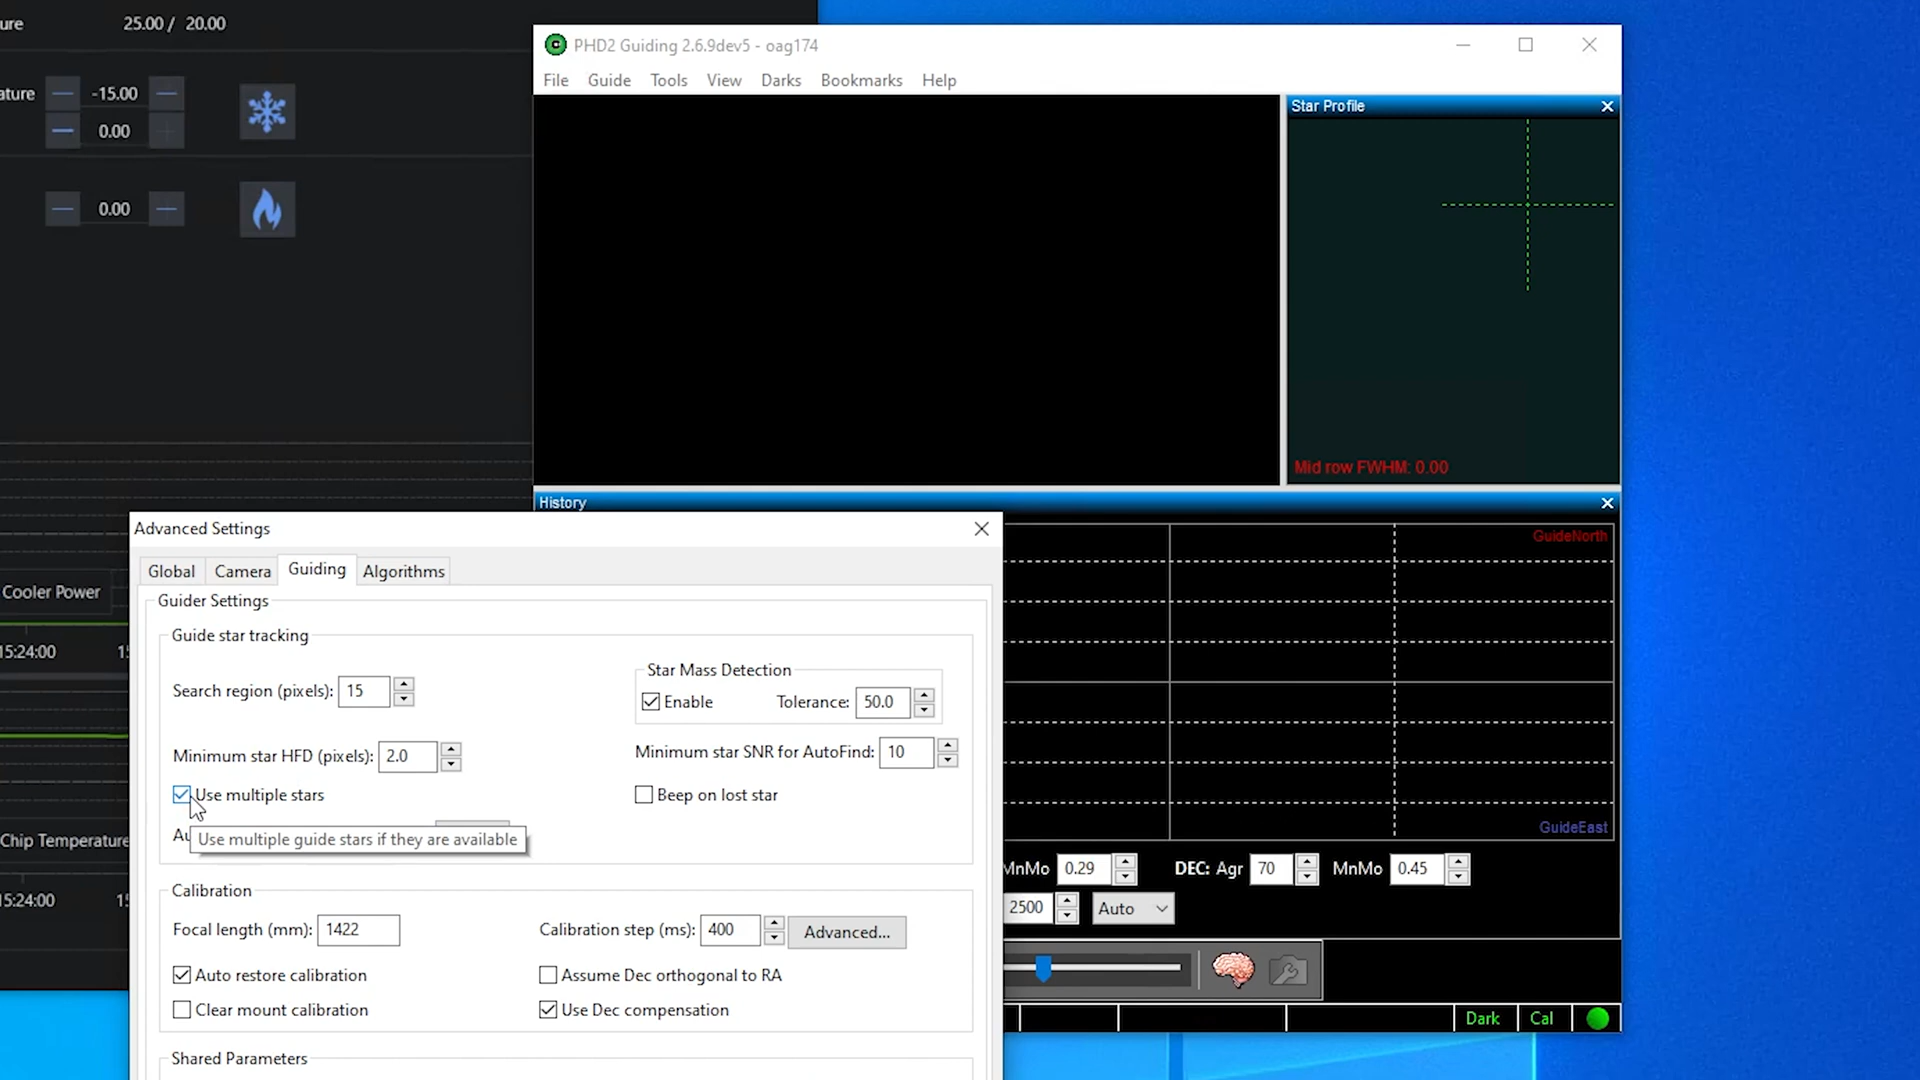 ure 25.00 / 20.00
ature -15.00
0.00
0.00
Cooler Power
15:24:00 1
Chip Temperature
15:24:00 1
PHD2 Guiding 2.6.9dev5 - oag174
File Guide Tools View Darks Bookmarks Help
Star Profile
Mid row FWHM: 0.00
History
GuideNorth
GuideEast
MnMo 0.29 DEC: Agr 70 MnMo 0.45
2500 Auto
Dark Cal
Advanced Settings
Global Camera Guiding Algorithms
Guider Settings
Guide star tracking
Search region (pixels): 15
Star Mass Detection
Enable Tolerance: 50.0
Minimum star HFD (pixels): 2.0
Minimum star SNR for AutoFind: 10
Use multiple stars
Beep on lost star
Au
Use multiple guide stars if they are available
Calibration
Focal length (mm): 1422
Calibration step (ms): 400 Advanced...
Auto restore calibration
Assume Dec orthogonal to RA
Clear mount calibration
Use Dec compensation
Shared Parameters